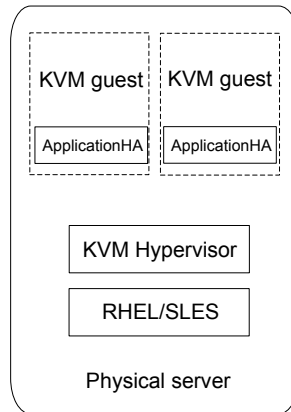 KVM guest
KVM guest
ApplicationHA
ApplicationHA
KVM Hypervisor
RHEL/SLES
Physical server